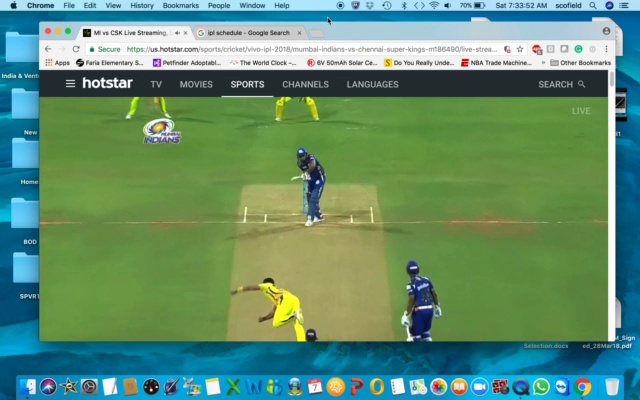 Chrome File Edit View History Bookmarks People Window Help 70% Sat 7:33:52 AM scofield
MI vs CSK Live Streaming,
ipl schedule - Google Search
Secure https://us.hotstar.com/sports/cricket/vivo-ipl-2018/mumbai-indians-vs-chennai-super-kings-m186490/live-strea...
Apps Faria Elementary S... Petfinder Adoptabl... The World Clock —... 6V 50mAh Solar Ce... Do You Really Unde... NBA Trade Machine... » Other Bookmarks
hotstar TV MOVIES SPORTS CHANNELS LANGUAGES SEARCH
LIVE
MUMBAI
INDIANS
India & Vent
New
Home
BOD
SPVRT
Selection.docx
ed_28Mar18.pdf
7